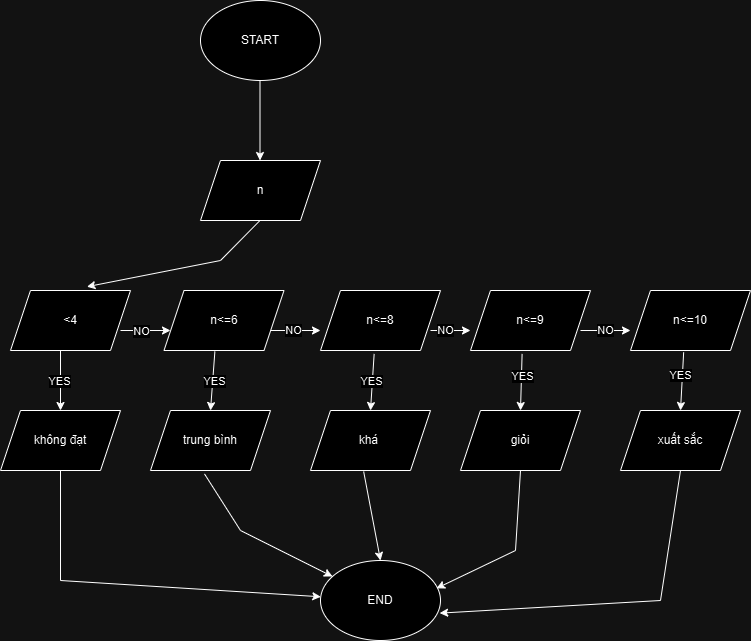 START
n
<4
NO
n<=6
NO
n<=8
NO
n<=9
NO
n<=10
YES
YES
YES
YES
YES
không đạt
trung bình
khá
giỏi
xuất sắc
END